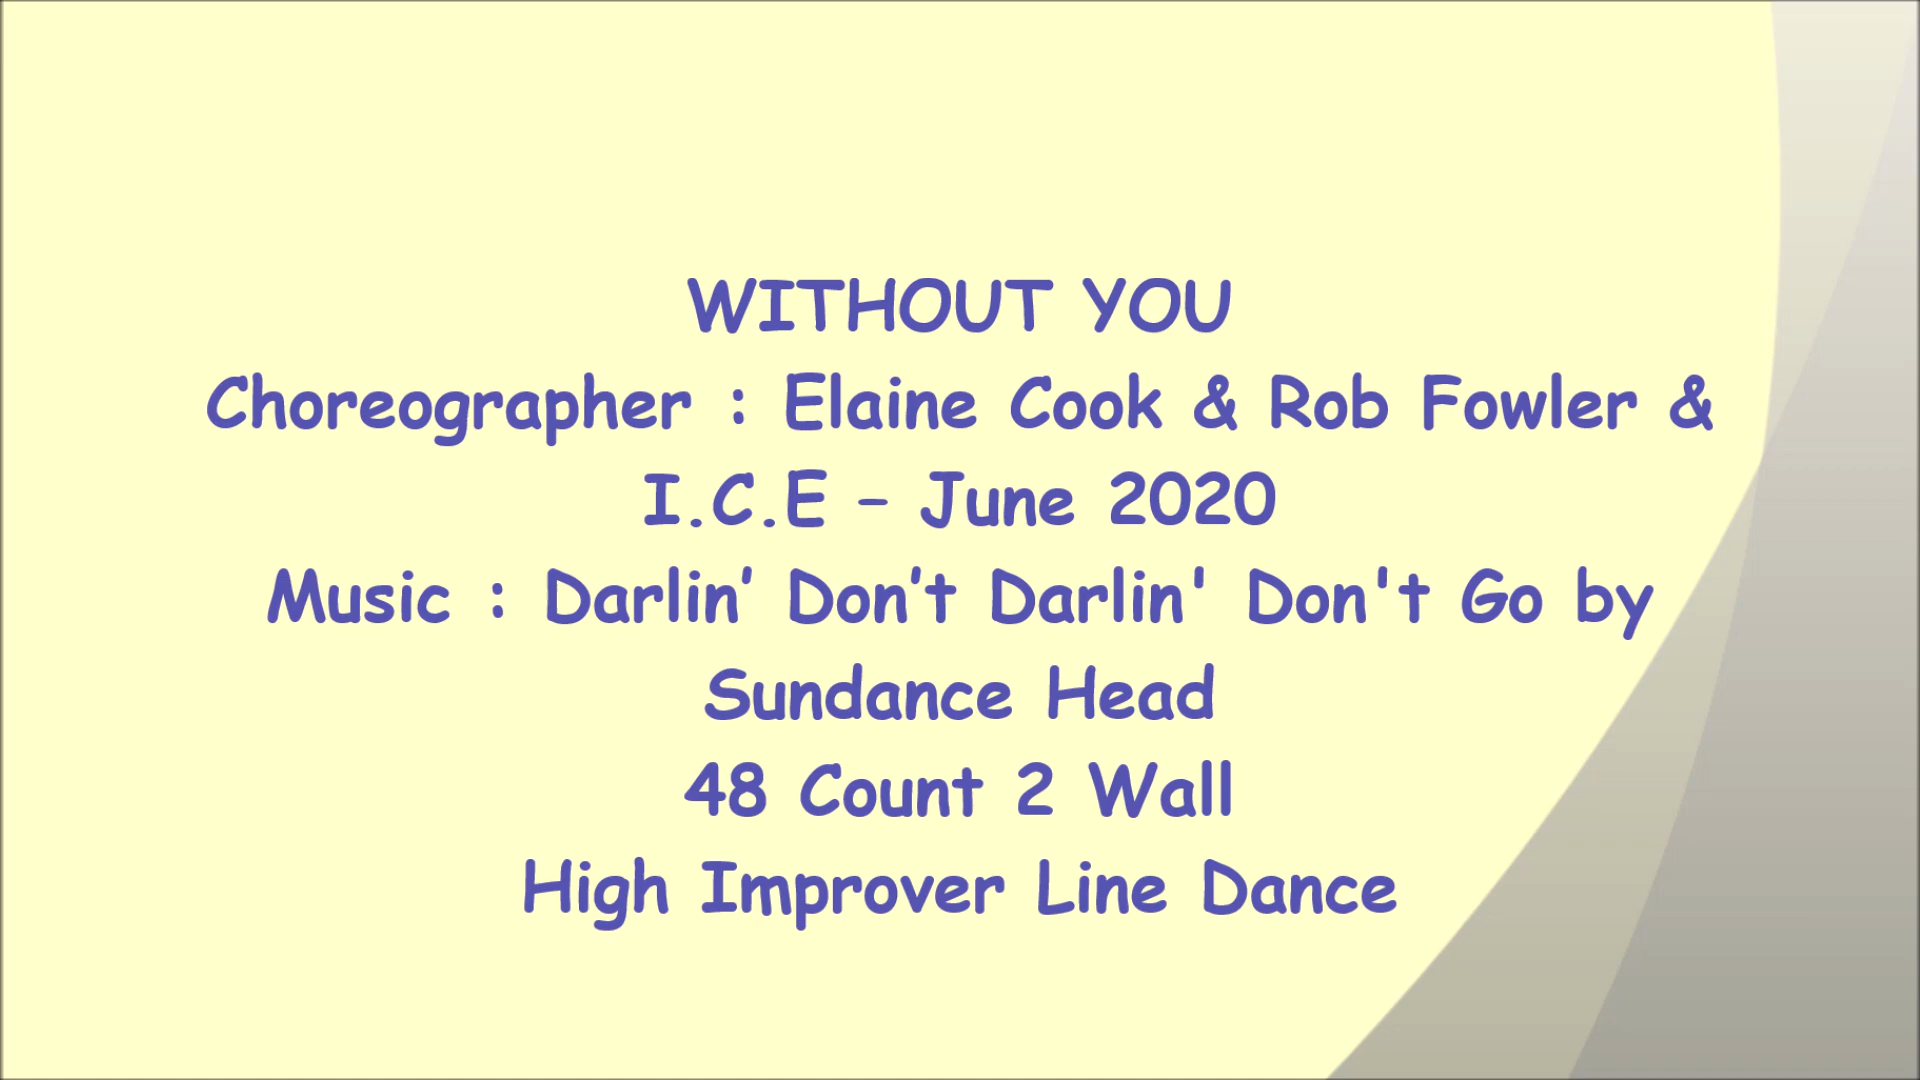 WITHOUT YOU
Choreographer : Elaine Cook & Rob Fowler &
I.C.E – June 2020
Music : Darlin’ Don’t Darlin' Don't Go by
Sundance Head
48 Count 2 Wall
High Improver Line Dance